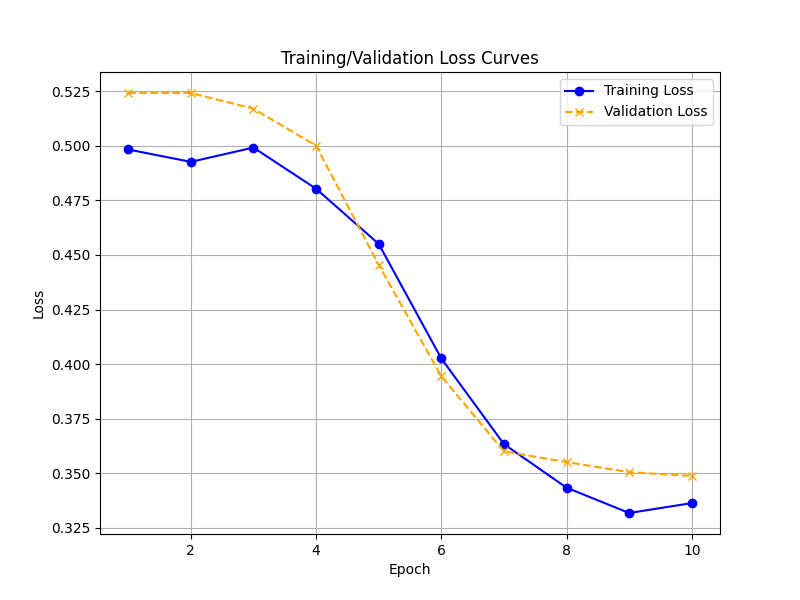 Training/Validation Loss Curves
Training Loss
Validation Loss
0.525
0.500
0.475
0.450
0.425
0.400
0.375
0.350
0.325
Loss
2 4 6 8 10
Epoch